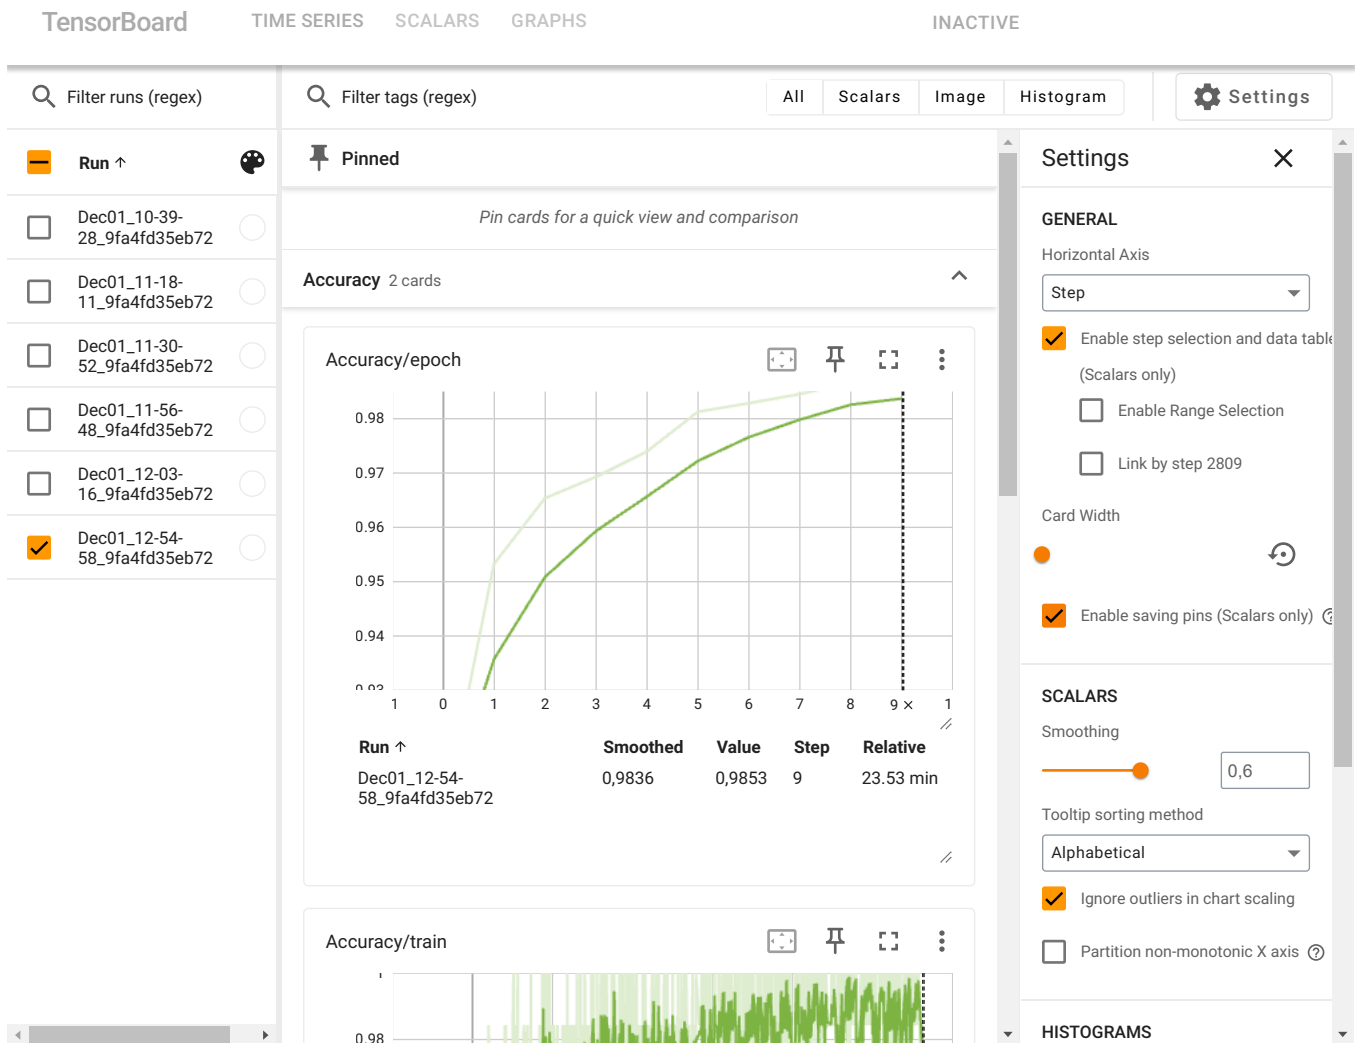 TensorBoard TIME SERIES SCALARS GRAPHS INACTIVE
Filter runs (regex)
Run ↑
Dec01_10-39-
28_9fa4fd35eb72
Dec01_11-18-
11_9fa4fd35eb72
Dec01_11-30-
52_9fa4fd35eb72
Dec01_11-56-
48_9fa4fd35eb72
Dec01_12-03-
16_9fa4fd35eb72
Dec01_12-54-
58_9fa4fd35eb72
Filter tags (regex) All Scalars Image Histogram Settings
Pinned
Pin cards for a quick view and comparison
Accuracy 2 cards
Accuracy/epoch
0.98
0.97
0.96
0.95
0.94
0.93
1 0 1 2 3 4 5 6 7 8 9 × 1
Run ↑ Smoothed Value Step Relative
Dec01_12-54- 0,9836 0,9853 9 23.53 min
58_9fa4fd35eb72
Accuracy/train
1
0.98
Settings
GENERAL
Horizontal Axis
Step
Enable step selection and data table
(Scalars only)
Enable Range Selection
Link by step 2809
Card Width
Enable saving pins (Scalars only) ?
SCALARS
Smoothing
0,6
Tooltip sorting method
Alphabetical
Ignore outliers in chart scaling
Partition non-monotonic X axis ?
HISTOGRAMS